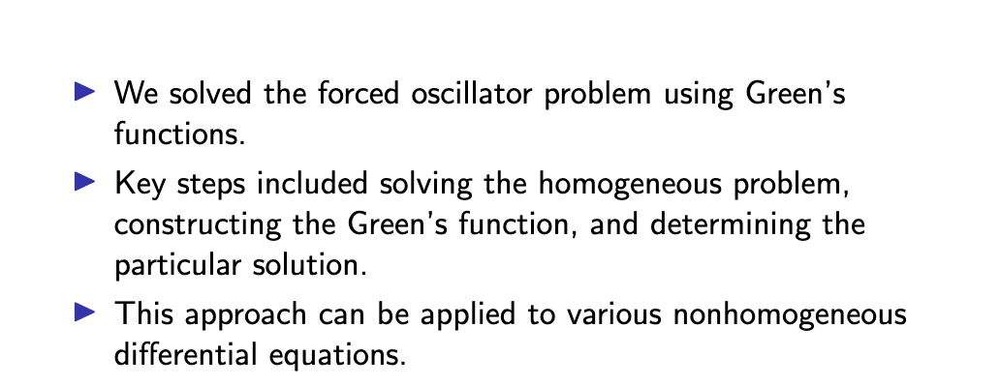 We solved the forced oscillator problem using Green's
functions.
Key steps included solving the homogeneous problem,
constructing the Green's function, and determining the
particular solution.
This approach can be applied to various nonhomogeneous
differential equations.